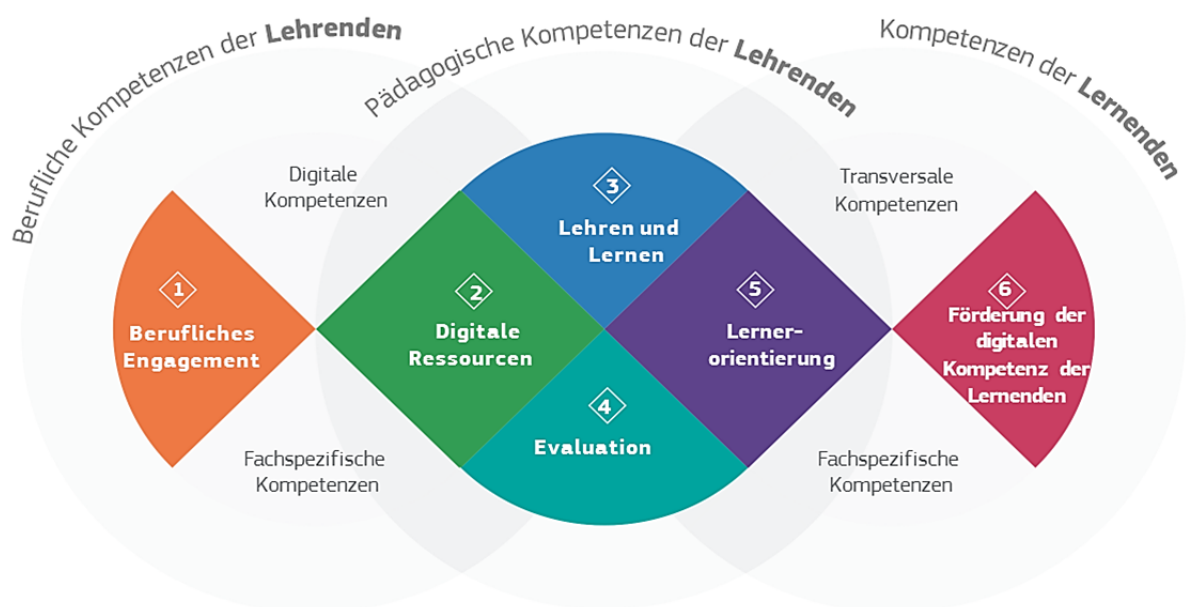 Berufliche Kompetenzen der Lehrenden
Pädagogische Kompetenzen der Lehrenden
Kompetenzen der Lernenden
Digitale
Kompetenzen
Transversale
Kompetenzen
1
Berufliches
Engagement
2
Digitale
Ressourcen
3
Lehren und
Lernen
4
Evaluation
5
Lerner-
orientierung
6
Förderung der
digitalen
Kompetenz der
Lernenden
Fachspezifische
Kompetenzen
Fachspezifische
Kompetenzen